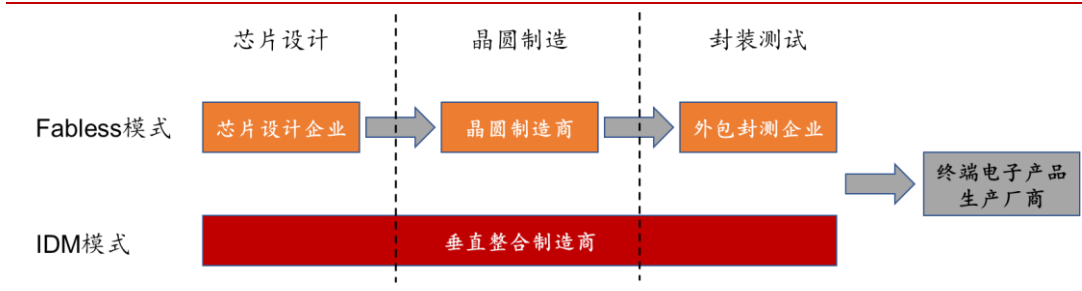 芯片设计
晶圆制造
封装测试
Fabless模式
芯片设计企业
晶圆制造商
外包封测企业
终端电子产品
生产厂商
IDM模式
垂直整合制造商